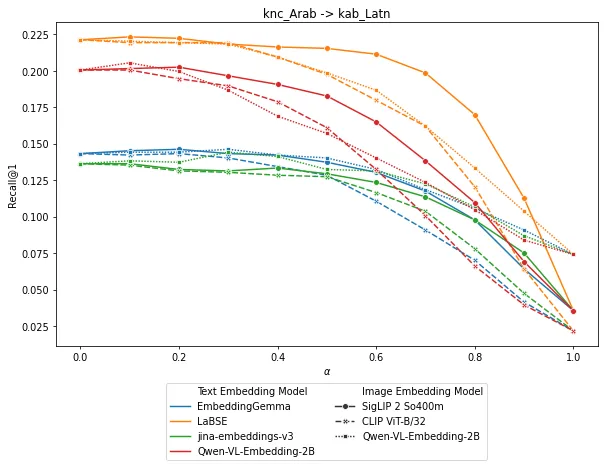 knc_Arab -> kab_Latn
Recall@1
0.225
0.200
0.175
0.150
0.125
0.100
0.075
0.050
0.025
0.0 0.2 0.4 0.6 0.8 1.0
α
Text Embedding Model Image Embedding Model
EmbeddingGemma SigLIP 2 So400m
LaBSE CLIP ViT-B/32
jina-embeddings-v3 Qwen-VL-Embedding-2B
Qwen-VL-Embedding-2B